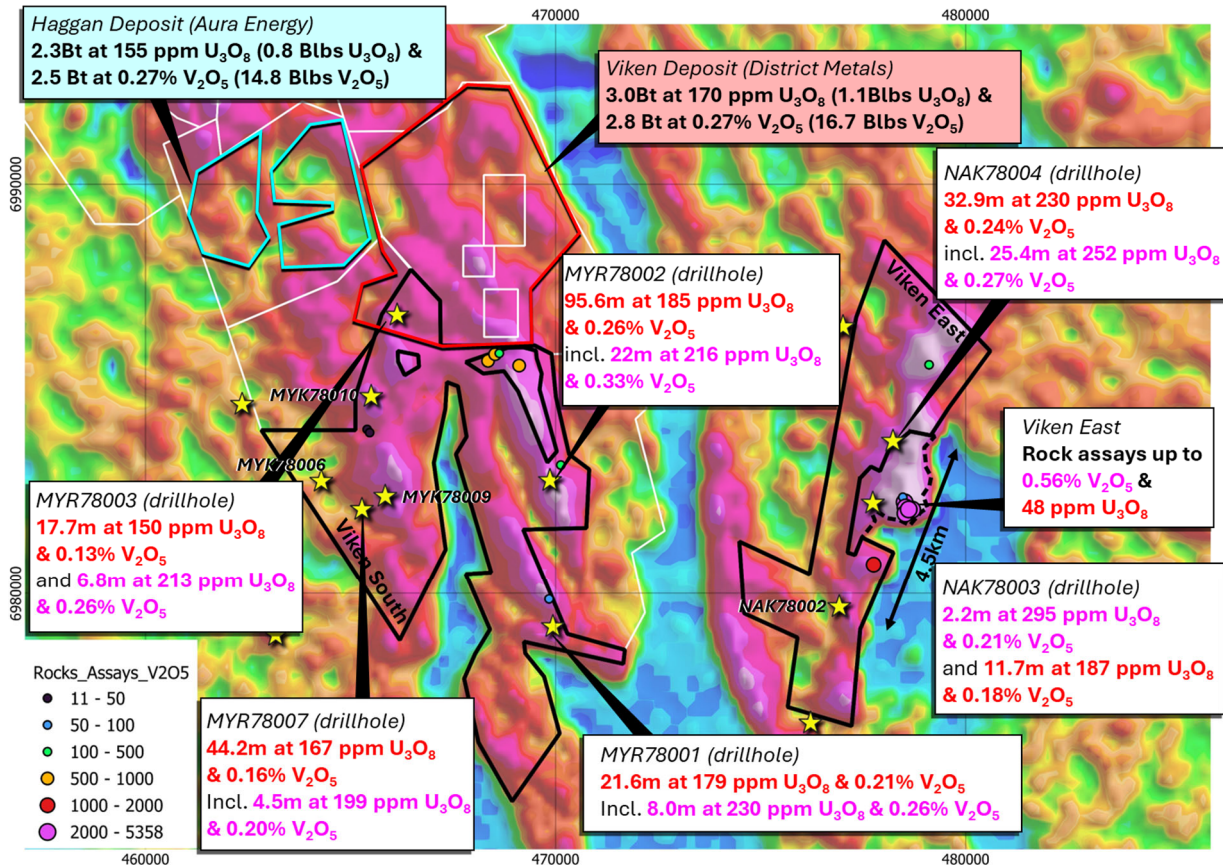 470000
480000
Haggan Deposit (Aura Energy)
2.3Bt at 155 ppm U₃O₈ (0.8 Blbs U₃O₈) &
2.5 Bt at 0.27% V₂O₅ (14.8 Blbs V₂O₅)
Viken Deposit (District Metals)
3.0Bt at 170 ppm U₃O₈ (1.1Blbs U₃O₈) &
2.8 Bt at 0.27% V₂O₅ (16.7 Blbs V₂O₅)
6990000
6990000
NAK78004 (drillhole)
32.9m at 230 ppm U₃O₈
& 0.24% V₂O₅
incl. 25.4m at 252 ppm U₃O₈
& 0.27% V₂O₅
MYR78002 (drillhole)
95.6m at 185 ppm U₃O₈
& 0.26% V₂O₅
incl. 22m at 216 ppm U₃O₈
& 0.33% V₂O₅
Viken East
MYK78010
MYK78006
MYK78009
Viken South
Viken East
Rock assays up to
0.56% V₂O₅ &
48 ppm U₃O₈
MYR78003 (drillhole)
17.7m at 150 ppm U₃O₈
& 0.13% V₂O₅
and 6.8m at 213 ppm U₃O₈
& 0.26% V₂O₅
4.5km
NAK78002
6980000
NAK78003 (drillhole)
2.2m at 295 ppm U₃O₈
& 0.21% V₂O₅
and 11.7m at 187 ppm U₃O₈
& 0.18% V₂O₅
Rocks_Assays_V2O5
11 - 50
50 - 100
100 - 500
500 - 1000
1000 - 2000
2000 - 5358
MYR78007 (drillhole)
44.2m at 167 ppm U₃O₈
& 0.16% V₂O₅
Incl. 4.5m at 199 ppm U₃O₈
& 0.20% V₂O₅
MYR78001 (drillhole)
21.6m at 179 ppm U₃O₈ & 0.21% V₂O₅
Incl. 8.0m at 230 ppm U₃O₈ & 0.26% V₂O₅
460000
470000
480000